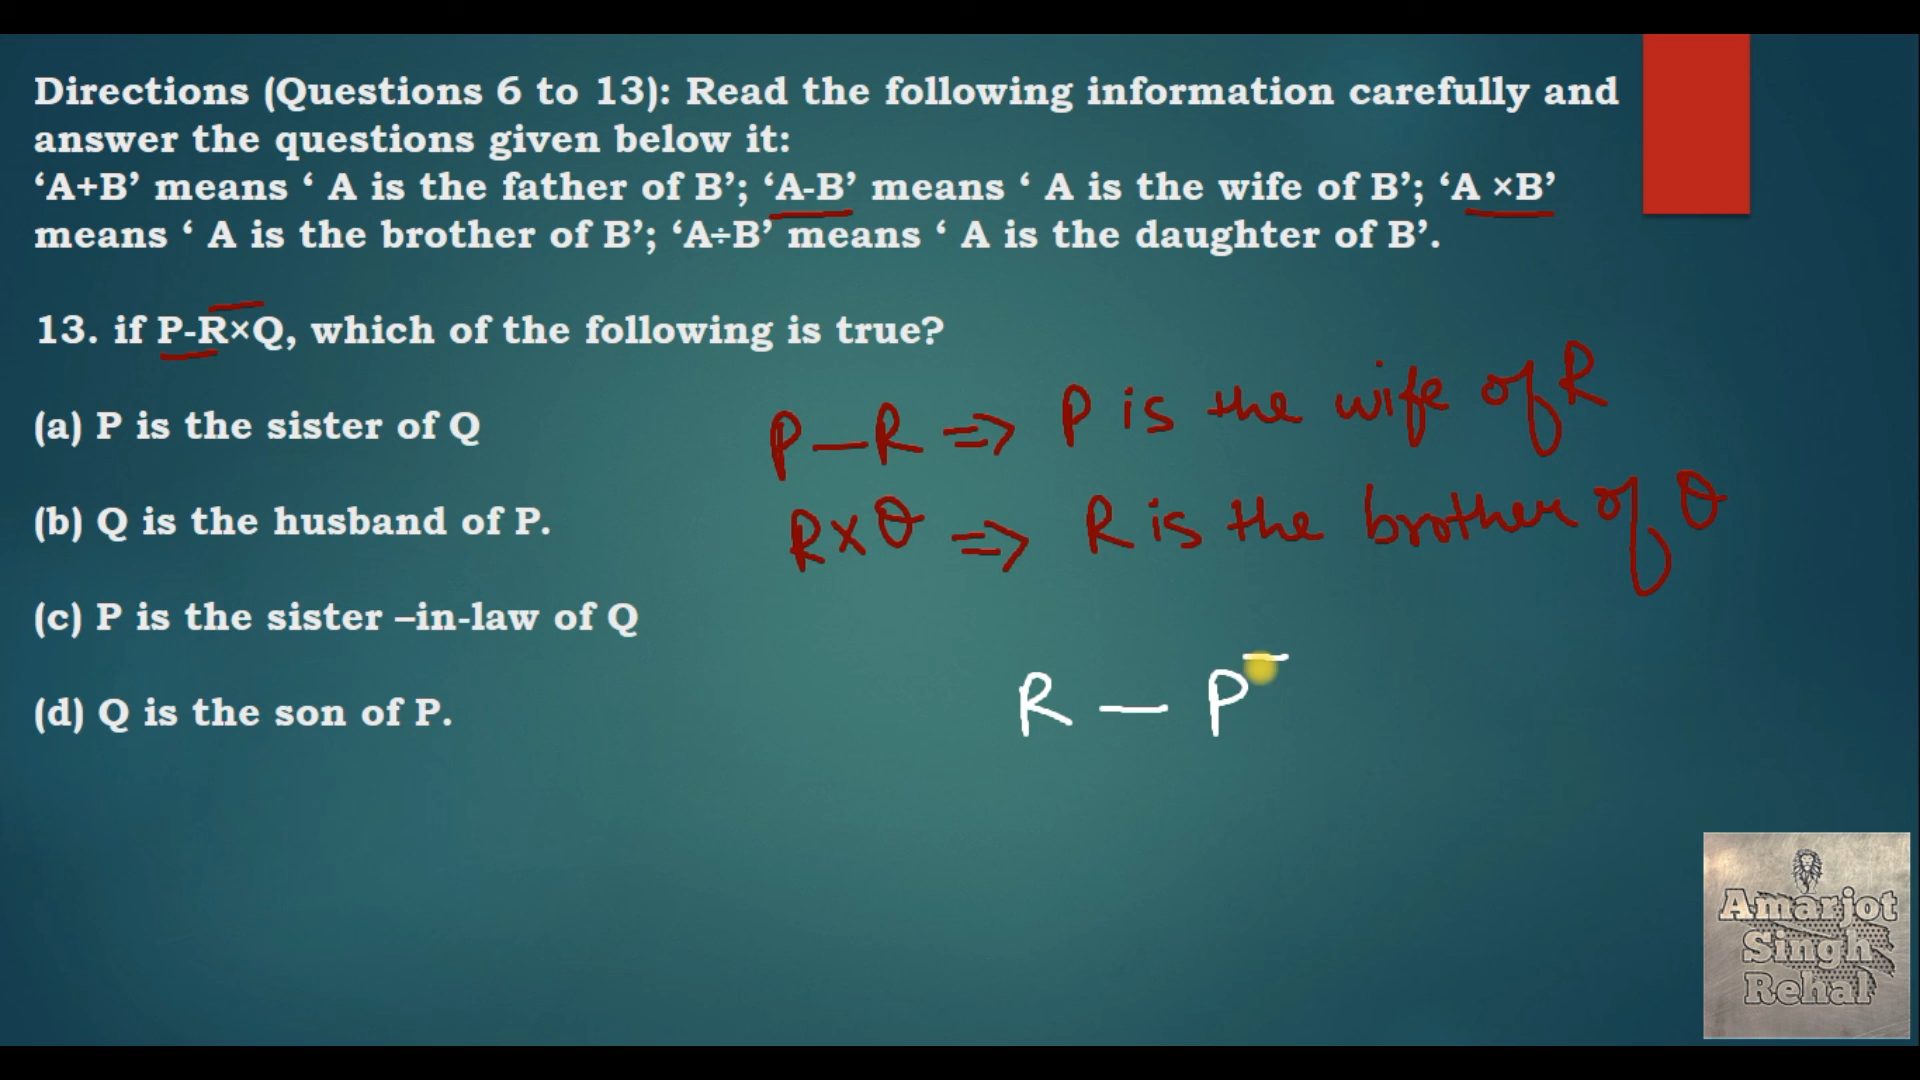 Directions (Questions 6 to 13): Read the following information carefully and
answer the questions given below it:
‘A+B’ means ‘ A is the father of B’; ‘A-B’ means ‘ A is the wife of B’; ‘A ×B’
means ‘ A is the brother of B’; ‘A÷B’ means ‘ A is the daughter of B’.
13. if P-R×Q, which of the following is true?
(a) P is the sister of Q
(b) Q is the husband of P.
(c) P is the sister –in-law of Q
(d) Q is the son of P.
P—R ⇒ P is the wife of R
R×Q ⇒ R is the brother of Q
R — P⁻
Amarjot
Singh
Rehal